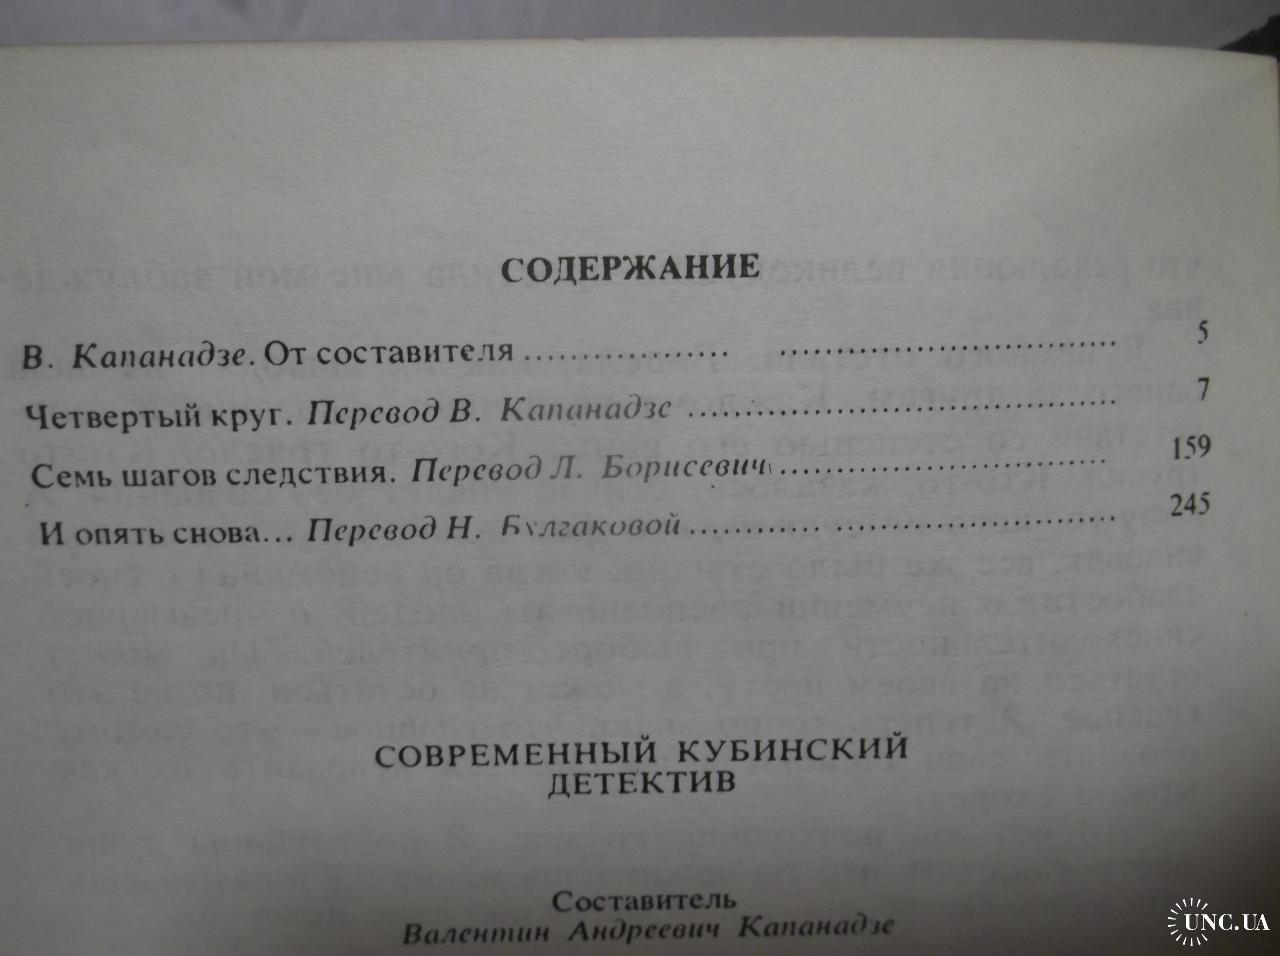 СОДЕРЖАНИЕ
В. Капанадзе. От составителя ........................................ 5
Четвертый круг. Перевод В. Капанадзе ........................................ 7
Семь шагов следствия. Перевод Л. Борисевич ........................................ 159
И опять снова... Перевод Н. Булгаковой ........................................ 245
СОВРЕМЕННЫЙ КУБИНСКИЙ
ДЕТЕКТИВ
Составитель
Валентин Андреевич Капанадзе
UNC.UA